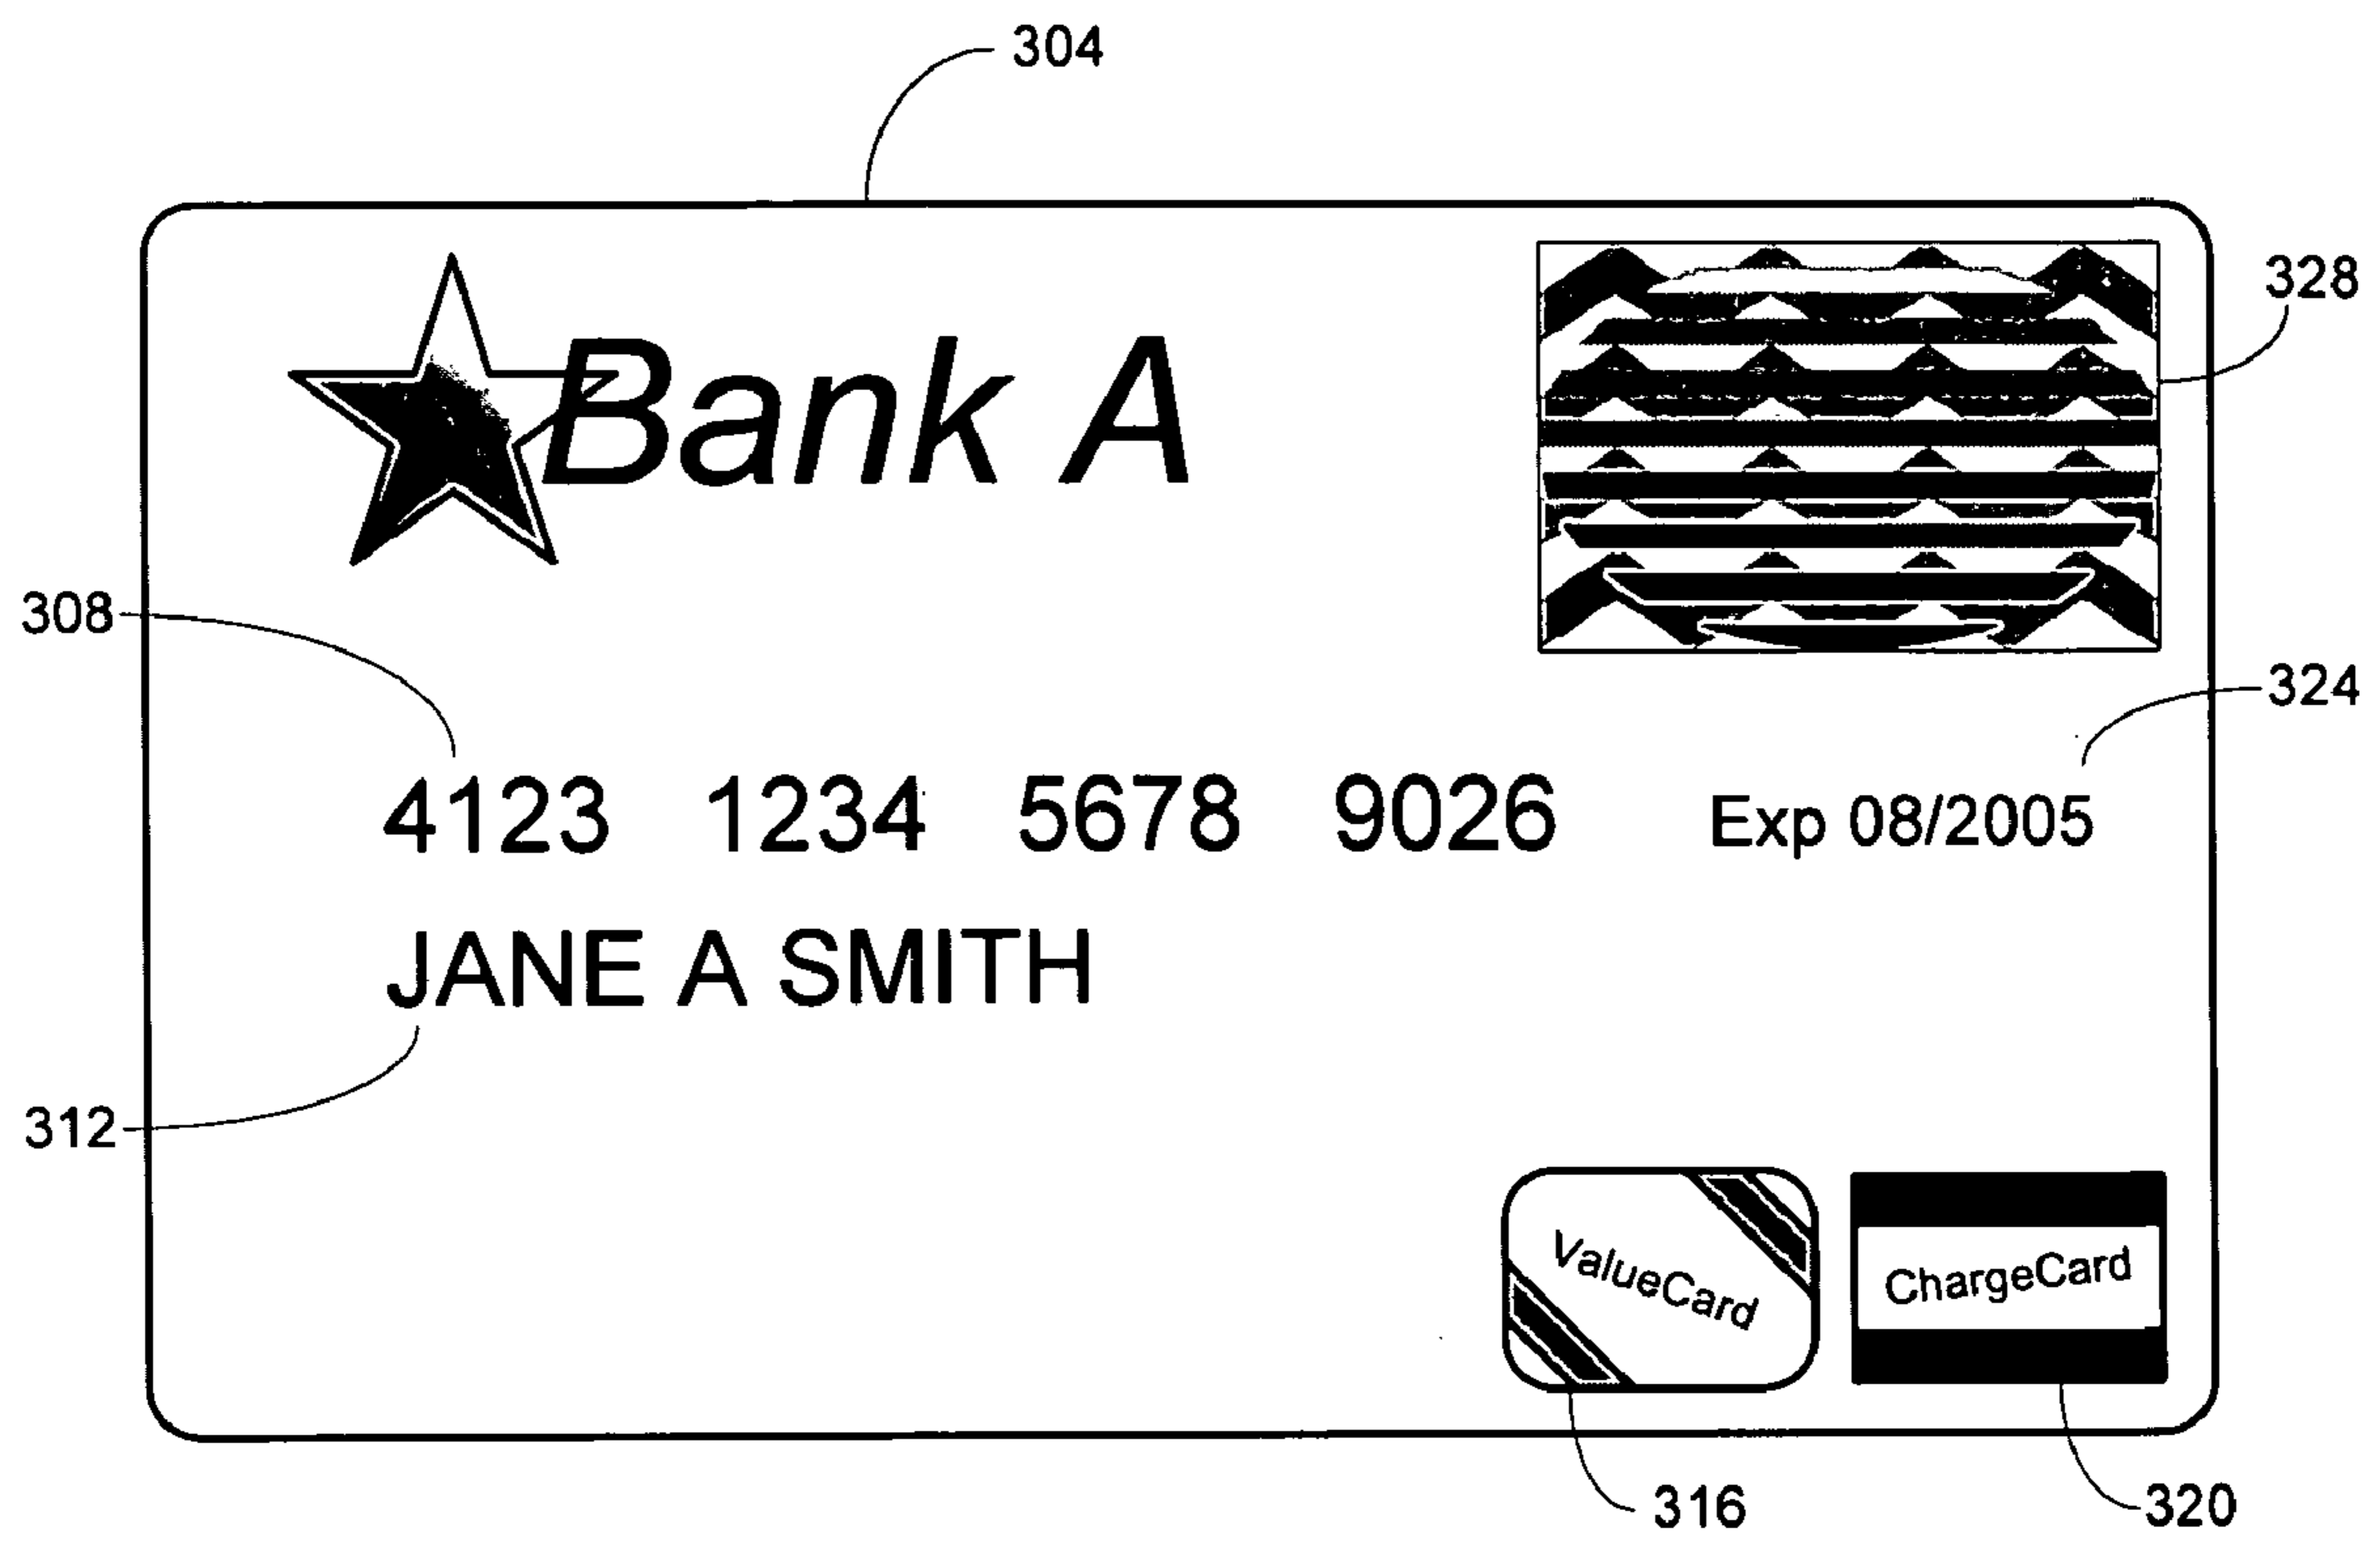 304
328
Bank A
308
324
4123 1234 5678 9026 Exp 08/2005
JANE A SMITH
312
ValueCard
ChargeCard
316
320